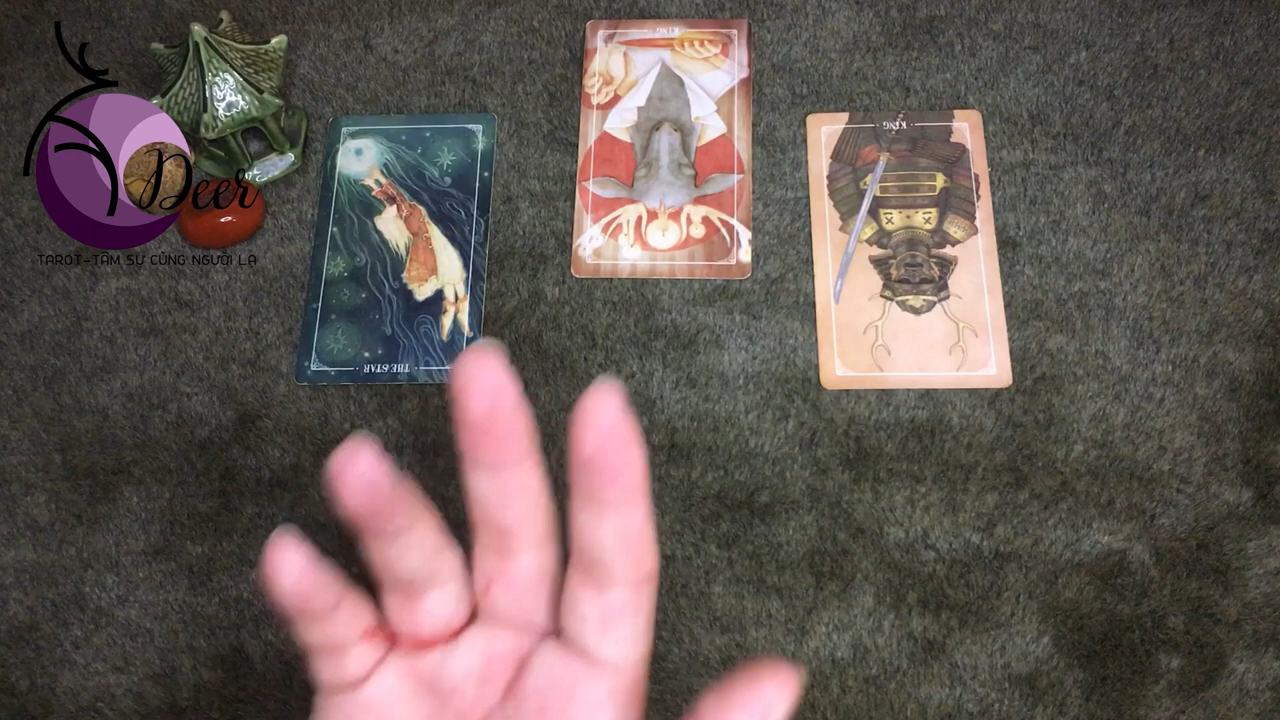 Deer
TAROT-TÂM SỰ CÙNG NGƯỜI LẠ
KING
KING
THE STAR